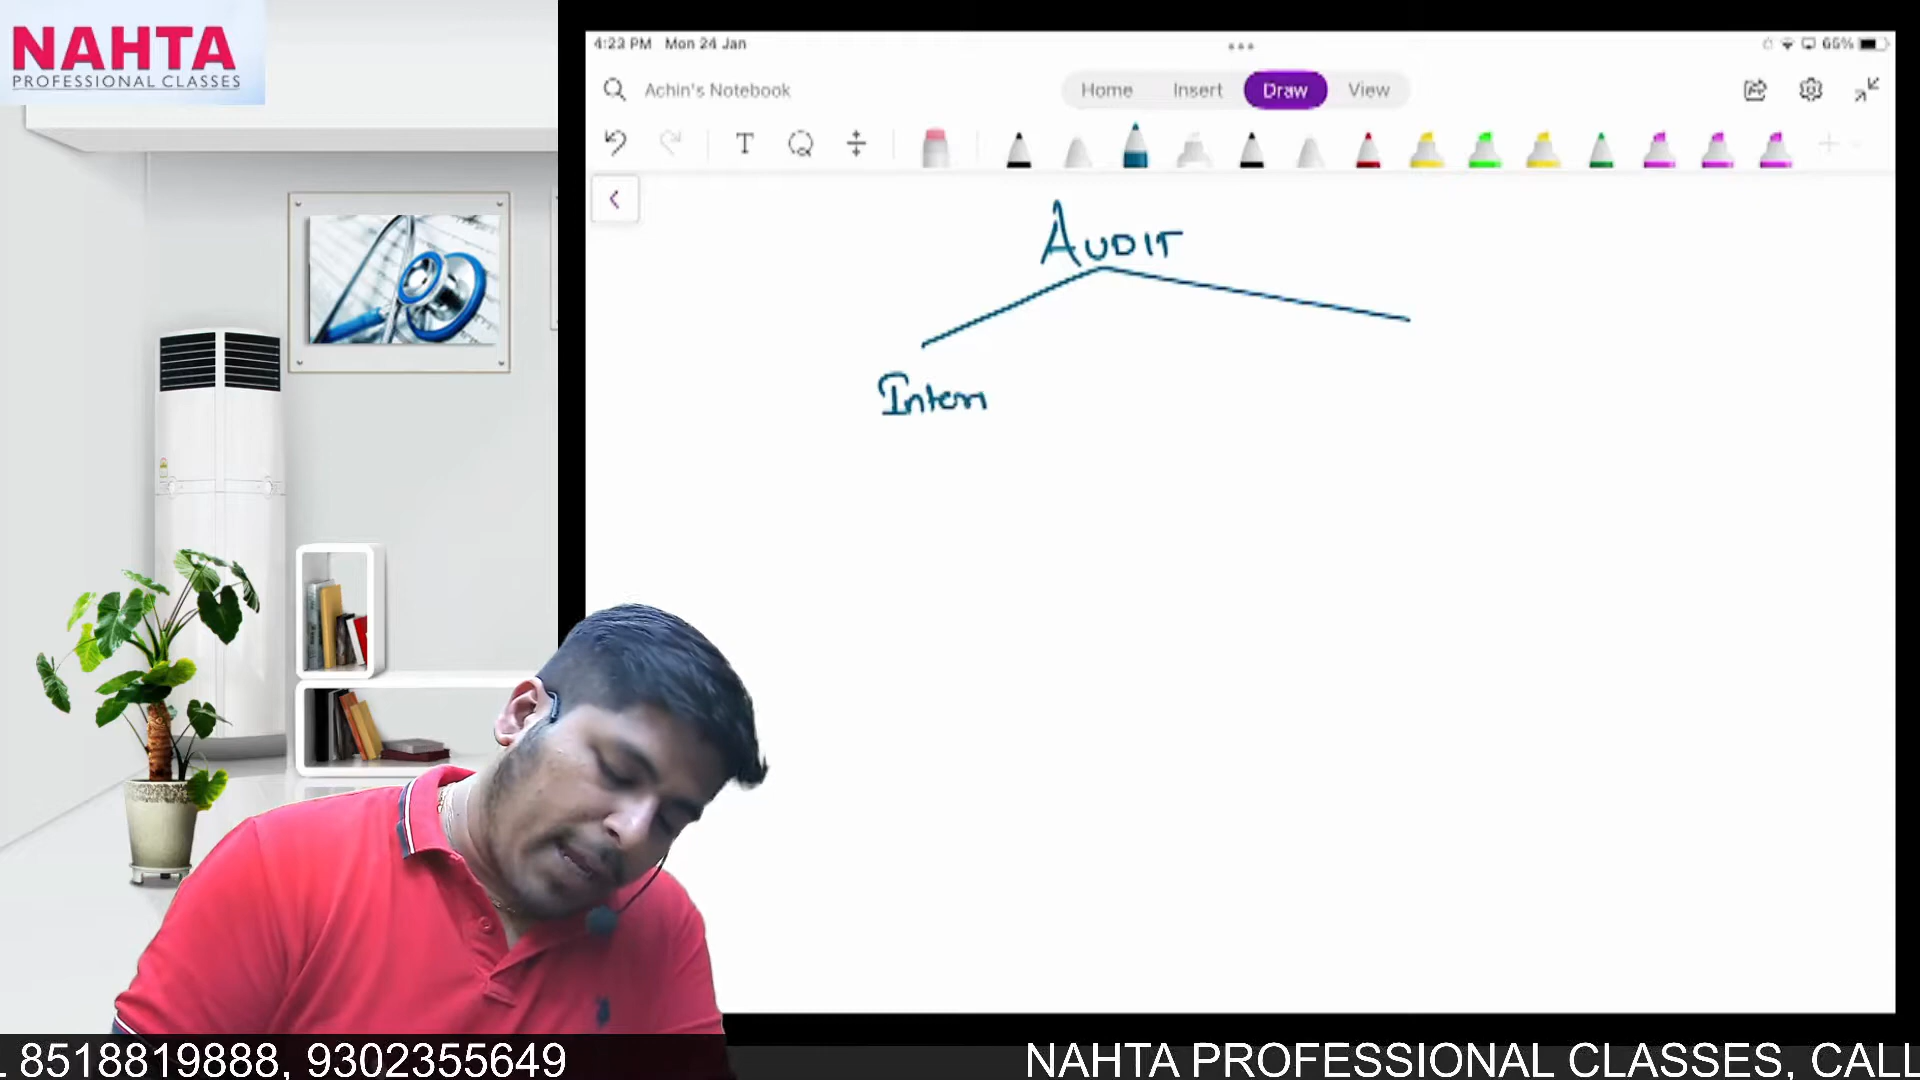 NAHTA
PROFESSIONAL CLASSES
4:23 PM Mon 24 Jan
65%
Achin's Notebook
Home Insert Draw View
T
AUDIT
Intern
8518819888, 9302355649
NAHTA PROFESSIONAL CLASSES, CALL